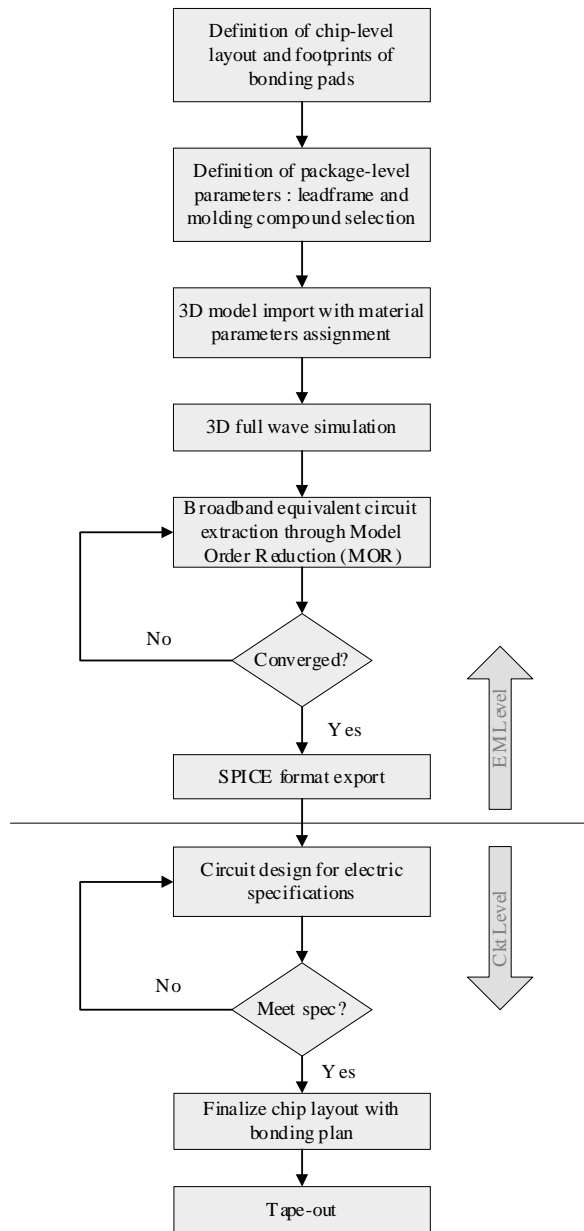 Definition of chip-level
layout and footprints of
bonding pads
Definition of package-level
parameters : leadframe and
molding compound selection
3D model import with material
parameters assignment
3D full wave simulation
Broadband equivalent circuit
extraction through Model
Order Reduction (MOR)
No
Converged?
Yes
EM Level
SPICE format export
Circuit design for electric
specifications
Ckt Level
No
Meet spec?
Yes
Finalize chip layout with
bonding plan
Tape-out